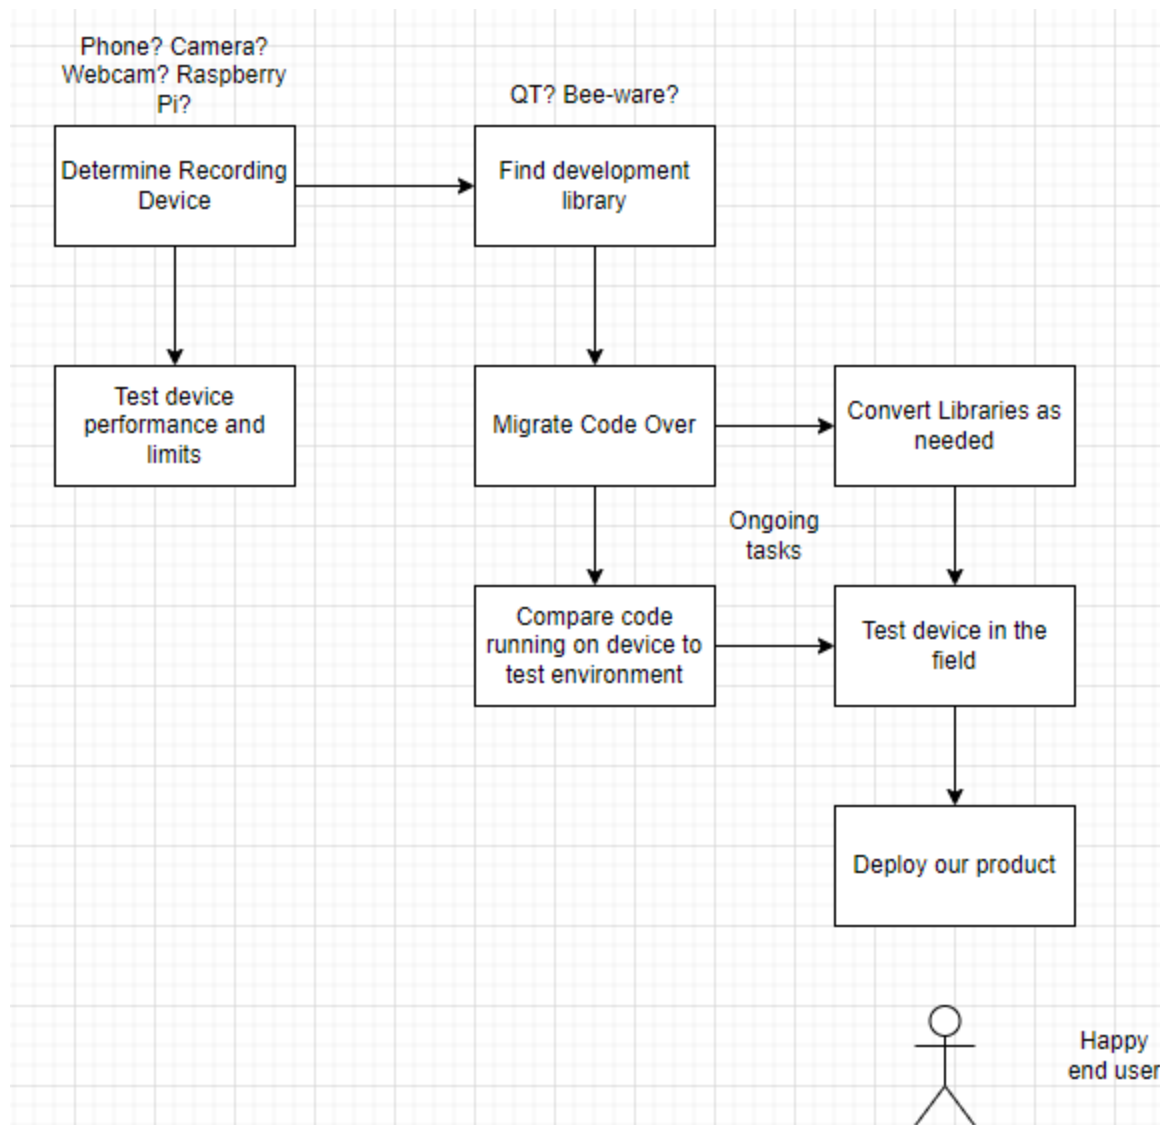 Phone? Camera?
Webcam? Raspberry
Pi?
QT? Bee-ware?
Determine Recording
Device
Find development
library
Test device
performance and
limits
Migrate Code Over
Convert Libraries as
needed
Ongoing
tasks
Compare code
running on device to
test environment
Test device in the
field
Deploy our product
Happy
end user